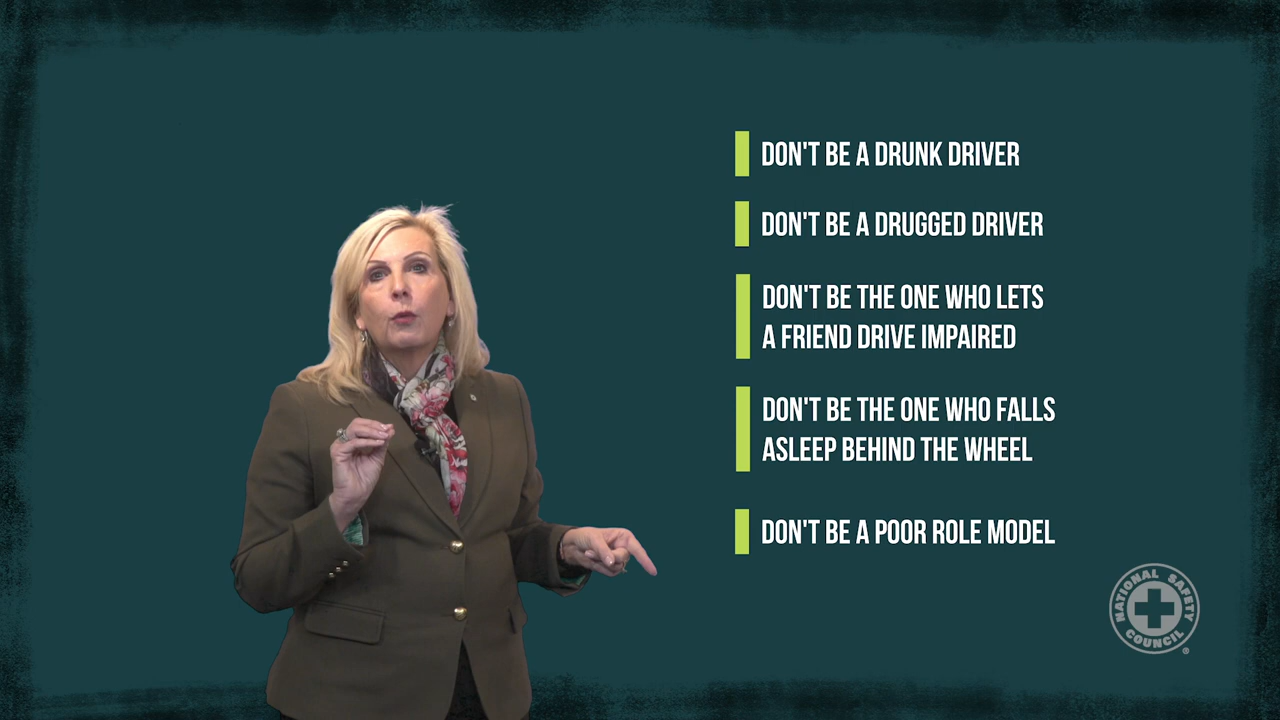 DON'T BE A DRUNK DRIVER
DON'T BE A DRUGGED DRIVER
DON'T BE THE ONE WHO LETS
A FRIEND DRIVE IMPAIRED
DON'T BE THE ONE WHO FALLS
ASLEEP BEHIND THE WHEEL
DON'T BE A POOR ROLE MODEL
NATIONAL SAFETY
COUNCIL
®